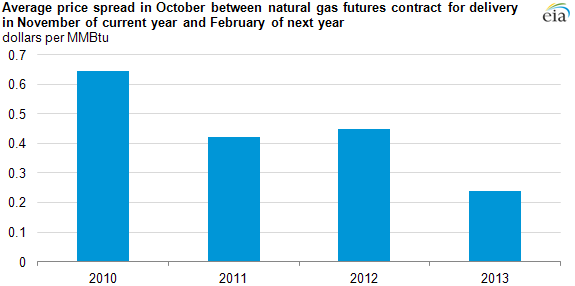 Average price spread in October between natural gas futures contract for delivery
in November of current year and February of next year
dollars per MMBtu
eia
0.7
0.6
0.5
0.4
0.3
0.2
0.1
0
2010 2011 2012 2013